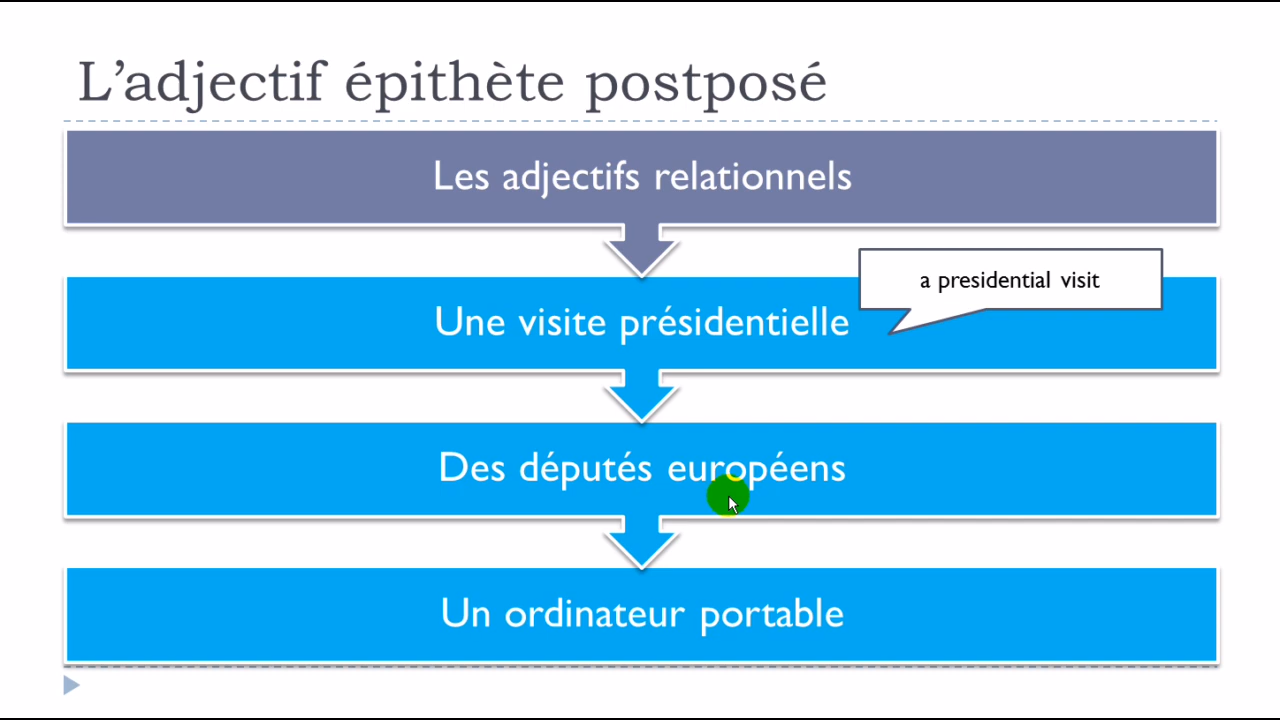 L’adjectif épithète postposé
Les adjectifs relationnels
a presidential visit
Une visite présidentielle
Des députés européens
Un ordinateur portable